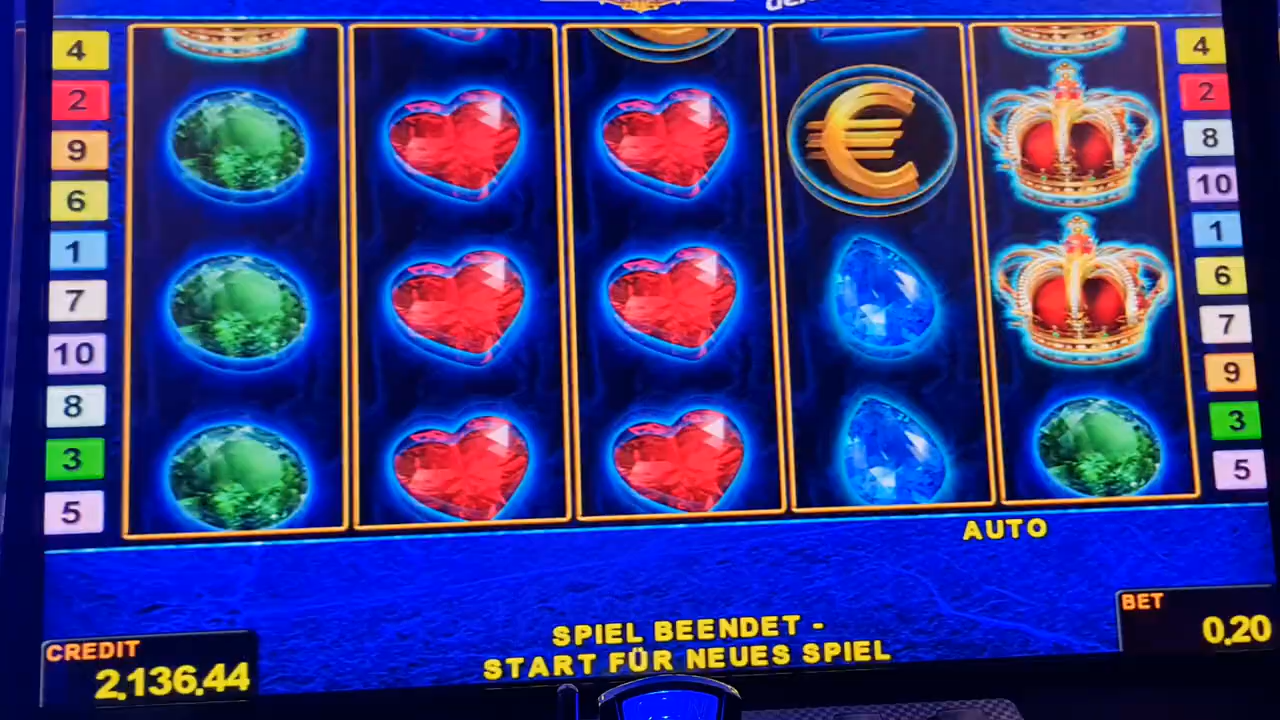 4 4
2 2
9 8
6 10
1 1
7 6
10 7
8 9
3 3
5 5
€
AUTO
SPIEL BEENDET -
START FÜR NEUES SPIEL
CREDIT
2.136.44
BET
0,20